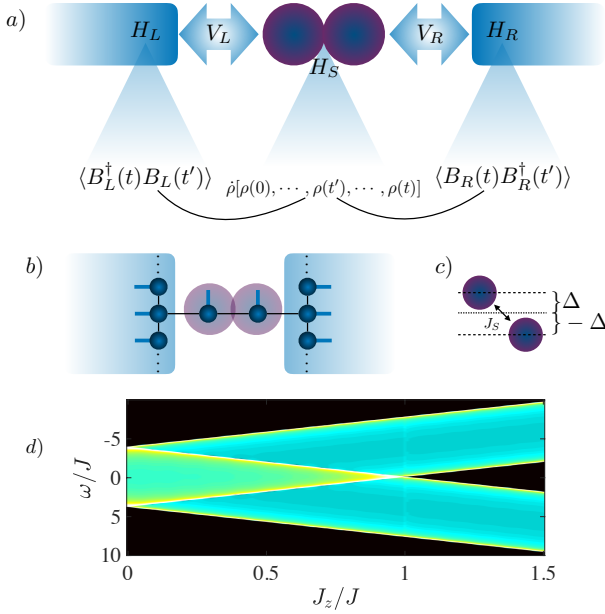 a)
H_L V_L H_S V_R H_R
⟨B_L^†(t)B_L(t′)⟩ ρ̇[ρ(0), ⋯ , ρ(t′), ⋯ , ρ(t)] ⟨B_R(t)B_R^†(t′)⟩
b) c)
Δ
J_S
−Δ
d)
-5
0
5
10
ω/J
0 0.5 1 1.5
J_z/J